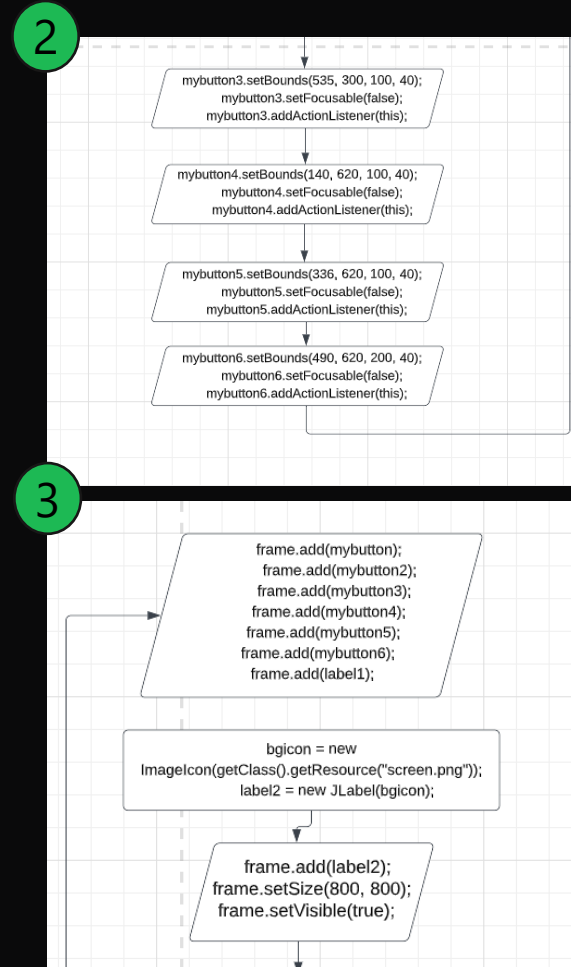 2
mybutton3.setBounds(535, 300, 100, 40);
mybutton3.setFocusable(false);
mybutton3.addActionListener(this);
mybutton4.setBounds(140, 620, 100, 40);
mybutton4.setFocusable(false);
mybutton4.addActionListener(this);
mybutton5.setBounds(336, 620, 100, 40);
mybutton5.setFocusable(false);
mybutton5.addActionListener(this);
mybutton6.setBounds(490, 620, 200, 40);
mybutton6.setFocusable(false);
mybutton6.addActionListener(this);
3
frame.add(mybutton);
frame.add(mybutton2);
frame.add(mybutton3);
frame.add(mybutton4);
frame.add(mybutton5);
frame.add(mybutton6);
frame.add(label1);
bgicon = new
ImageIcon(getClass().getResource("screen.png"));
label2 = new JLabel(bgicon);
frame.add(label2);
frame.setSize(800, 800);
frame.setVisible(true);